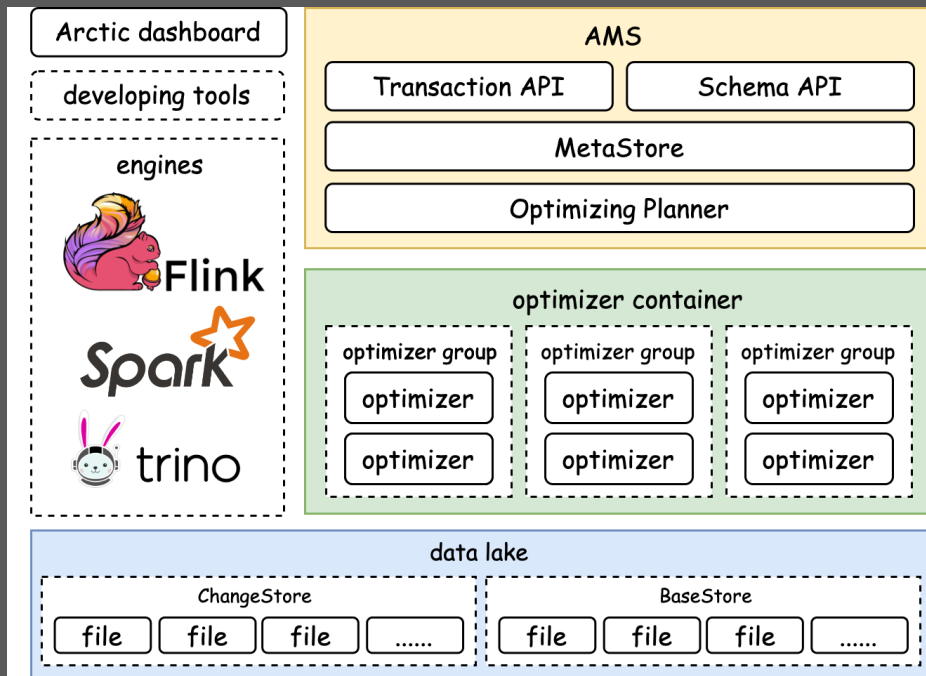 Arctic dashboard
developing tools
engines
Flink
Spark
trino
AMS
Transaction API
Schema API
MetaStore
Optimizing Planner
optimizer container
optimizer group
optimizer
optimizer
optimizer group
optimizer
optimizer
optimizer group
optimizer
optimizer
data lake
ChangeStore
file
file
file
......
BaseStore
file
file
file
......